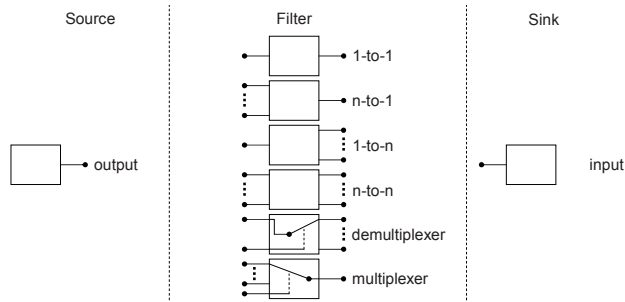 Source
Filter
Sink
1-to-1
n-to-1
1-to-n
output
input
n-to-n
demultiplexer
multiplexer